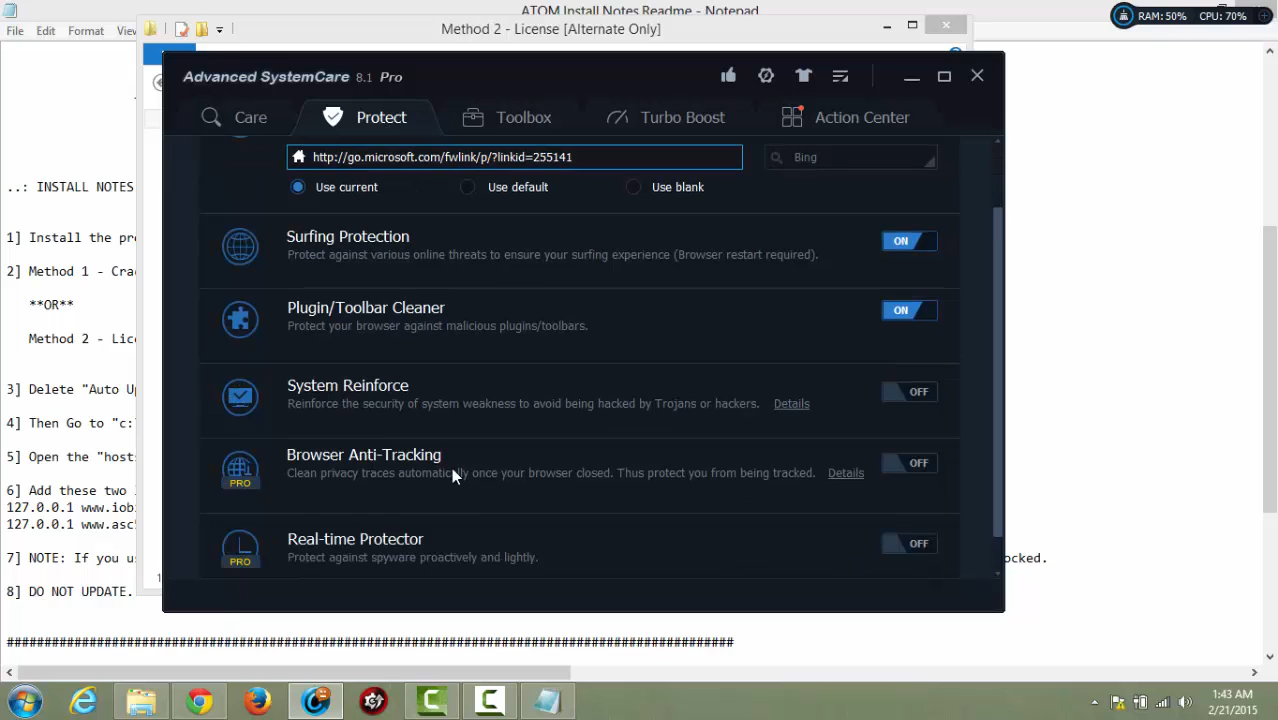 ATOM Install Notes Readme - Notepad
RAM: 50% CPU: 70%
File Edit Format View
Method 2 - License [Alternate Only]
Advanced SystemCare 8.1 Pro
Care Protect Toolbox Turbo Boost Action Center
http://go.microsoft.com/fwlink/p/?linkid=255141
Bing
Use current Use default Use blank
Surfing Protection
Protect against various online threats to ensure your surfing experience (Browser restart required).
ON
Plugin/Toolbar Cleaner
Protect your browser against malicious plugins/toolbars.
ON
System Reinforce
Reinforce the security of system weakness to avoid being hacked by Trojans or hackers. Details
OFF
Browser Anti-Tracking
Clean privacy traces automatically once your browser closed. Thus protect you from being tracked. Details
PRO
OFF
Real-time Protector
Protect against spyware proactively and lightly.
PRO
OFF
..: INSTALL NOTES
1] Install the pr
2] Method 1 - Crac
**OR**
Method 2 - Lic
3] Delete "Auto Up
4] Then Go to "c:
5] Open the "hosts
6] Add these two
127.0.0.1 www.iob
127.0.0.1 www.asc
7] NOTE: If you us
ocked.
8] DO NOT UPDATE.
################################################################################
1:43 AM
2/21/2015